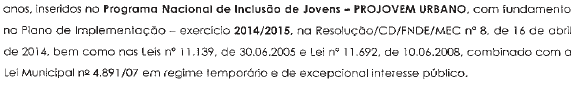 anos, inseridos no Programa Nacional de Inclusão de Jovens – PROJOVEM URBANO, com fundamento
no Plano de Implementação – exercício 2014/2015, na Resolução/CD/FNDE/MEC nº 8, de 16 de abril
de 2014, bem como nas Leis nº 11.139, de 30.06.2005 e Lei nº 11.692, de 10.06.2008, combinado com a
Lei Municipal nº 4.891/07 em regime temporário e de excepcional interesse público.